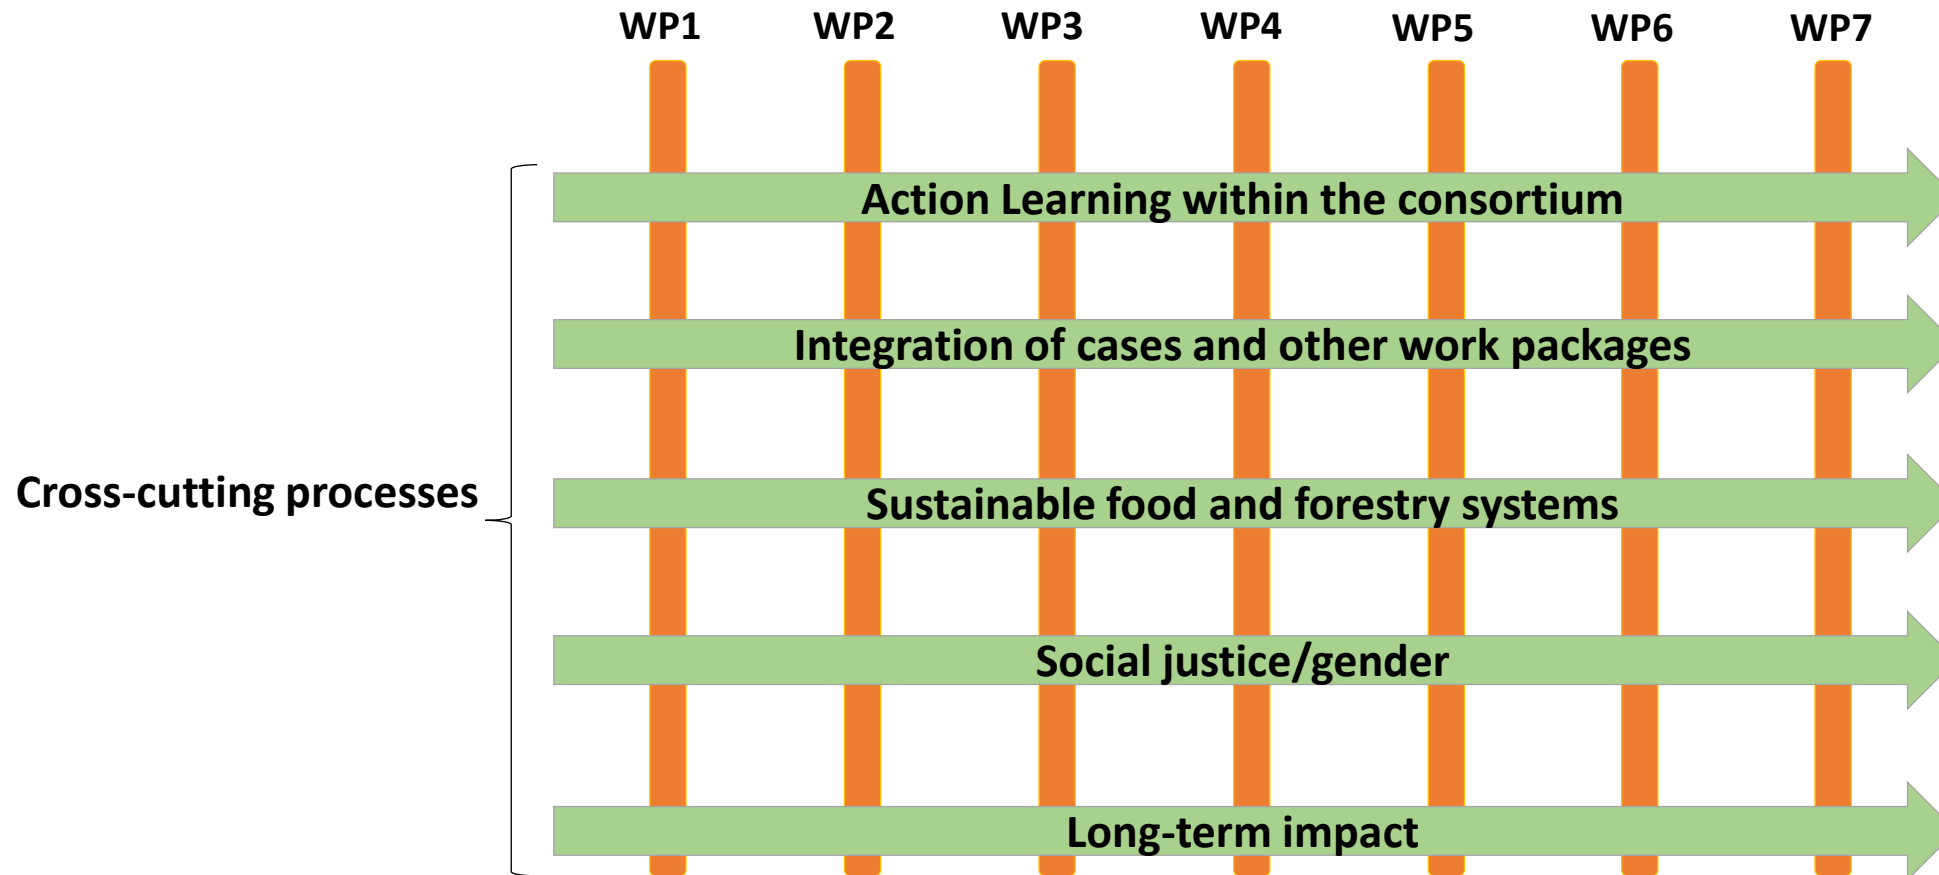 WP1 WP2 WP3 WP4 WP5 WP6 WP7
Action Learning within the consortium
Integration of cases and other work packages
Cross-cutting processes
Sustainable food and forestry systems
Social justice/gender
Long-term impact